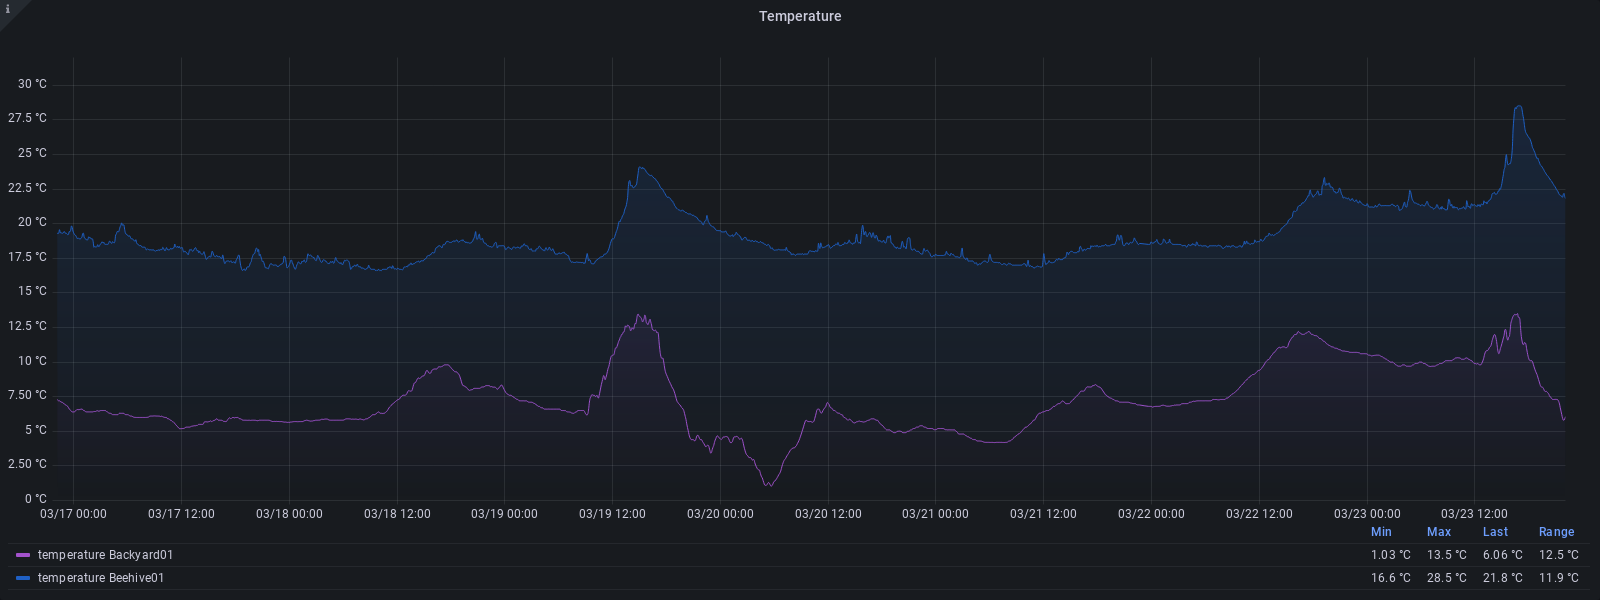 i
Temperature
30 °C
27.5 °C
25 °C
22.5 °C
20 °C
17.5 °C
15 °C
12.5 °C
10 °C
7.50 °C
5 °C
2.50 °C
0 °C
03/17 00:00 03/17 12:00 03/18 00:00 03/18 12:00 03/19 00:00 03/19 12:00 03/20 00:00 03/20 12:00 03/21 00:00 03/21 12:00 03/22 00:00 03/22 12:00 03/23 00:00 03/23 12:00
Min Max Last Range
temperature Backyard01 1.03 °C 13.5 °C 6.06 °C 12.5 °C
temperature Beehive01 16.6 °C 28.5 °C 21.8 °C 11.9 °C